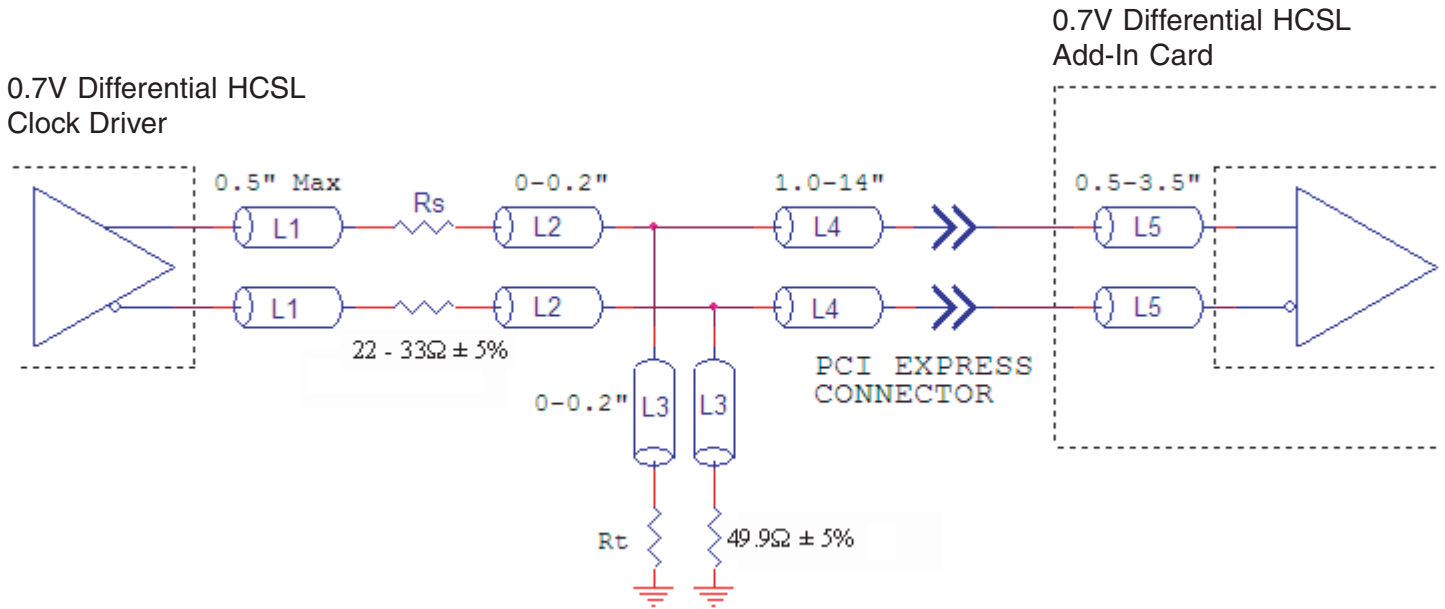 0.7V Differential HCSL
Add-In Card
0.7V Differential HCSL
Clock Driver
0.5" Max
Rs
0-0.2"
1.0-14"
0.5-3.5"
L1
L2
L4
L5
L1
L2
L4
L5
22 - 33Ω ± 5%
PCI EXPRESS
CONNECTOR
0-0.2"
L3
L3
Rt
49.9Ω ± 5%